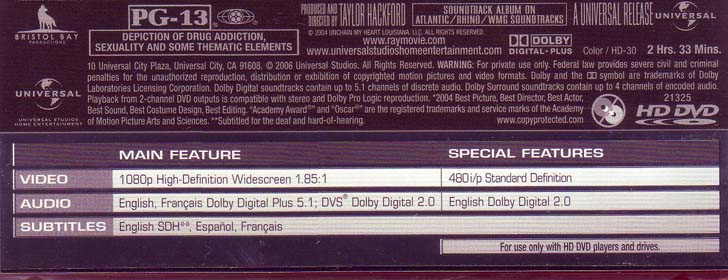 BRISTOL BAY
PRODUCTIONS
PG-13
DEPICTION OF DRUG ADDICTION,
SEXUALITY AND SOME THEMATIC ELEMENTS
PRODUCED AND
DIRECTED BY TAYLOR HACKFORD
SOUNDTRACK ALBUM ON
ATLANTIC/RHINO/WMG SOUNDTRACKS
A UNIVERSAL RELEASE
UNIVERSAL
© 2004 UNCHAIN MY HEART LOUISIANA, LLC. ALL RIGHTS RESERVED.
www.raymovie.com
www.universalstudioshomeentertainment.com
DOLBY
DIGITAL·PLUS
Color / HD-30
2 Hrs. 33 Mins.
UNIVERSAL
UNIVERSAL STUDIOS
HOME ENTERTAINMENT
10 Universal City Plaza, Universal City, CA 91608. © 2006 Universal Studios. All Rights Reserved. WARNING: For private use only. Federal law provides severe civil and criminal
penalties for the unauthorized reproduction, distribution or exhibition of copyrighted motion pictures and video formats. Dolby and the DD symbol are trademarks of Dolby
Laboratories Licensing Corporation. Dolby Digital soundtracks contain up to 5.1 channels of discrete audio. Dolby Surround soundtracks contain up to 4 channels of encoded audio.
Playback from 2-channel DVD outputs is compatible with stereo and Dolby Pro Logic reproduction. *2004 Best Picture, Best Director, Best Actor,
Best Sound, Best Costume Design, Best Editing. "Academy Award®" and "Oscar®" are the registered trademarks and service marks of the Academy
of Motion Picture Arts and Sciences. **Subtitled for the deaf and hard-of-hearing.
www.copyprotected.com
21325
HD DVD
MAIN FEATURE
SPECIAL FEATURES
VIDEO
1080p High-Definition Widescreen 1.85:1
480i/p Standard Definition
AUDIO
English, Français Dolby Digital Plus 5.1; DVS® Dolby Digital 2.0
English Dolby Digital 2.0
SUBTITLES
English SDH**, Español, Français
For use only with HD DVD players and drives.